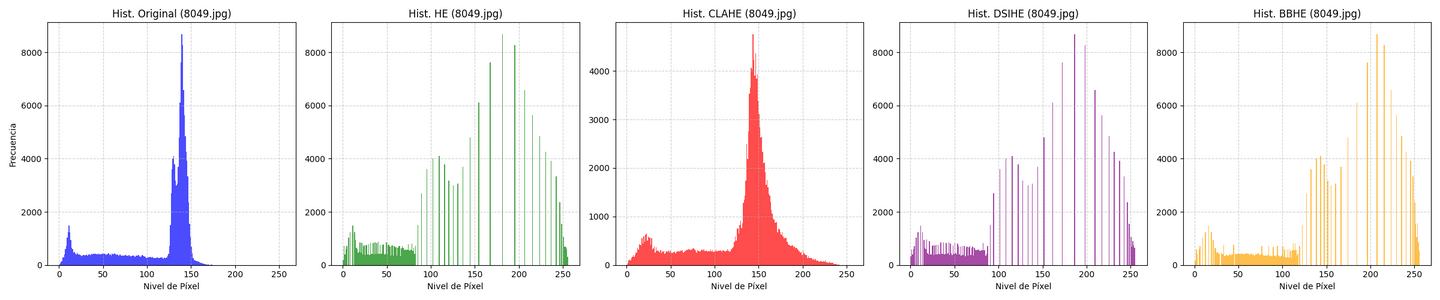 Hist. Original (8049.jpg)
Frecuencia
8000
6000
4000
2000
0
0 50 100 150 200 250
Nivel de Píxel
Hist. HE (8049.jpg)
8000
6000
4000
2000
0
0 50 100 150 200 250
Nivel de Píxel
Hist. CLAHE (8049.jpg)
4000
3000
2000
1000
0
0 50 100 150 200 250
Nivel de Píxel
Hist. DSIHE (8049.jpg)
8000
6000
4000
2000
0
0 50 100 150 200 250
Nivel de Píxel
Hist. BBHE (8049.jpg)
8000
6000
4000
2000
0
0 50 100 150 200 250
Nivel de Píxel